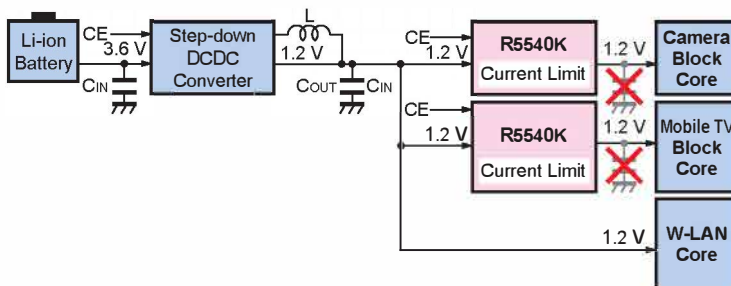 Li-ion
Battery
CE
3.6 V
CIN
Step-down
DCDC
Converter
L
1.2 V
COUT
CIN
CE
1.2 V
R5540K
Current Limit
1.2 V
Camera
Block
Core
CE
1.2 V
R5540K
Current Limit
1.2 V
Mobile TV
Block
Core
1.2 V
W-LAN
Core